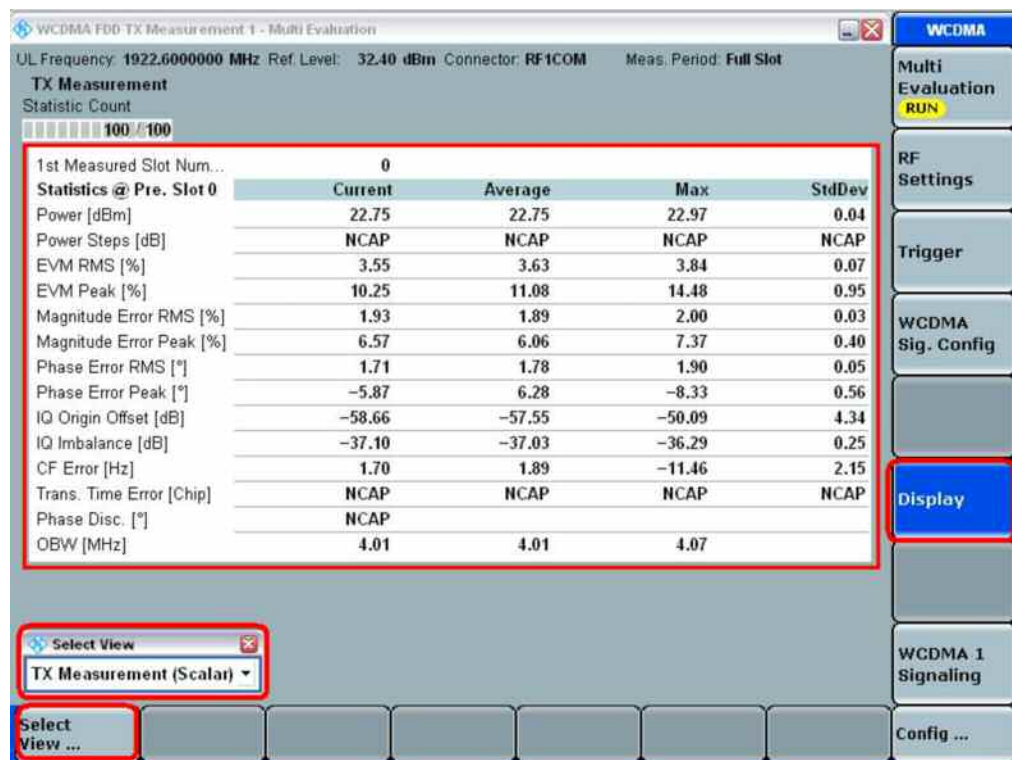 WCDMA FDD TX Measurement 1 - Multi Evaluation
WCDMA
UL Frequency: 1922.6000000 MHz Ref. Level: 32.40 dBm Connector: RF1COM Meas. Period: Full Slot
TX Measurement
Statistic Count
100 / 100
1st Measured Slot Num... 0
Statistics @ Pre. Slot 0 Current Average Max StdDev
Power [dBm] 22.75 22.75 22.97 0.04
Power Steps [dB] NCAP NCAP NCAP NCAP
EVM RMS [%] 3.55 3.63 3.84 0.07
EVM Peak [%] 10.25 11.08 14.48 0.95
Magnitude Error RMS [%] 1.93 1.89 2.00 0.03
Magnitude Error Peak [%] 6.57 6.06 7.37 0.40
Phase Error RMS [°] 1.71 1.78 1.90 0.05
Phase Error Peak [°] −5.87 6.28 −8.33 0.56
IQ Origin Offset [dB] −58.66 −57.55 −50.09 4.34
IQ Imbalance [dB] −37.10 −37.03 −36.29 0.25
CF Error [Hz] 1.70 1.89 −11.46 2.15
Trans. Time Error [Chip] NCAP NCAP NCAP NCAP
Phase Disc. [°] NCAP
OBW [MHz] 4.01 4.01 4.07
Select View
TX Measurement (Scalar)
Select
View ...
Multi
Evaluation
RUN
RF
Settings
Trigger
WCDMA
Sig. Config
Display
WCDMA 1
Signaling
Config ...